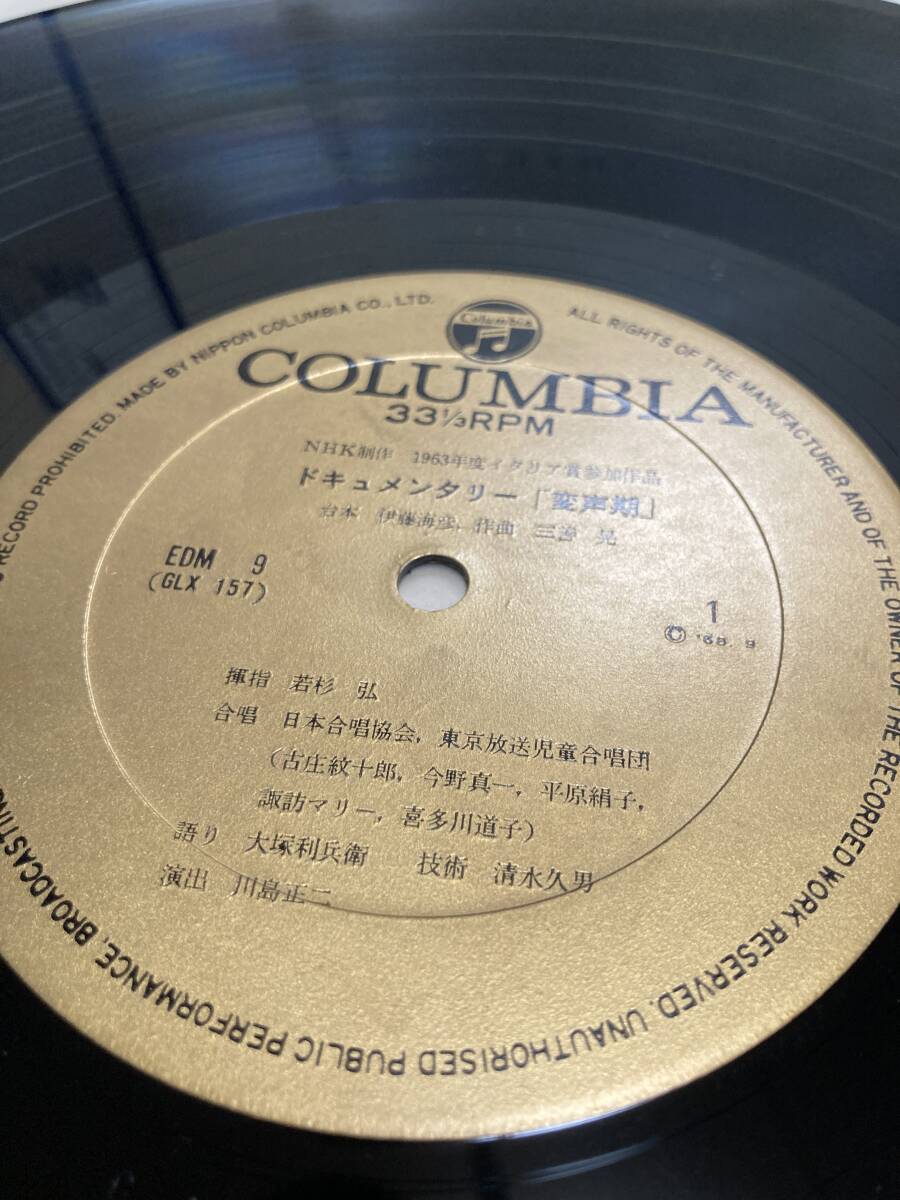 Columbia
COLUMBIA
33⅓RPM
NHK制作 1963年度イタリア賞参加作品
ドキュメンタリー「変声期」
台本 伊藤海彦, 作曲 三善 晃
EDM 9
(GLX 157)
1
Ⓒ '68. 9
指揮 若杉 弘
合唱 日本合唱協会, 東京放送児童合唱団
(古庄紋十郎, 今野真一, 平原絹子,
諏訪マリー, 喜多川道子)
語り 大塚利兵衛 技術 清水久男
演出 川島正二
RECORD PROHIBITED. MADE BY NIPPON COLUMBIA CO., LTD.
ALL RIGHTS OF THE MANUFACTURER AND OF THE OWNER OF THE RECORDED WORK RESERVED. UNAUTHORISED PUBLIC PERFORMANCE, BROADCASTING